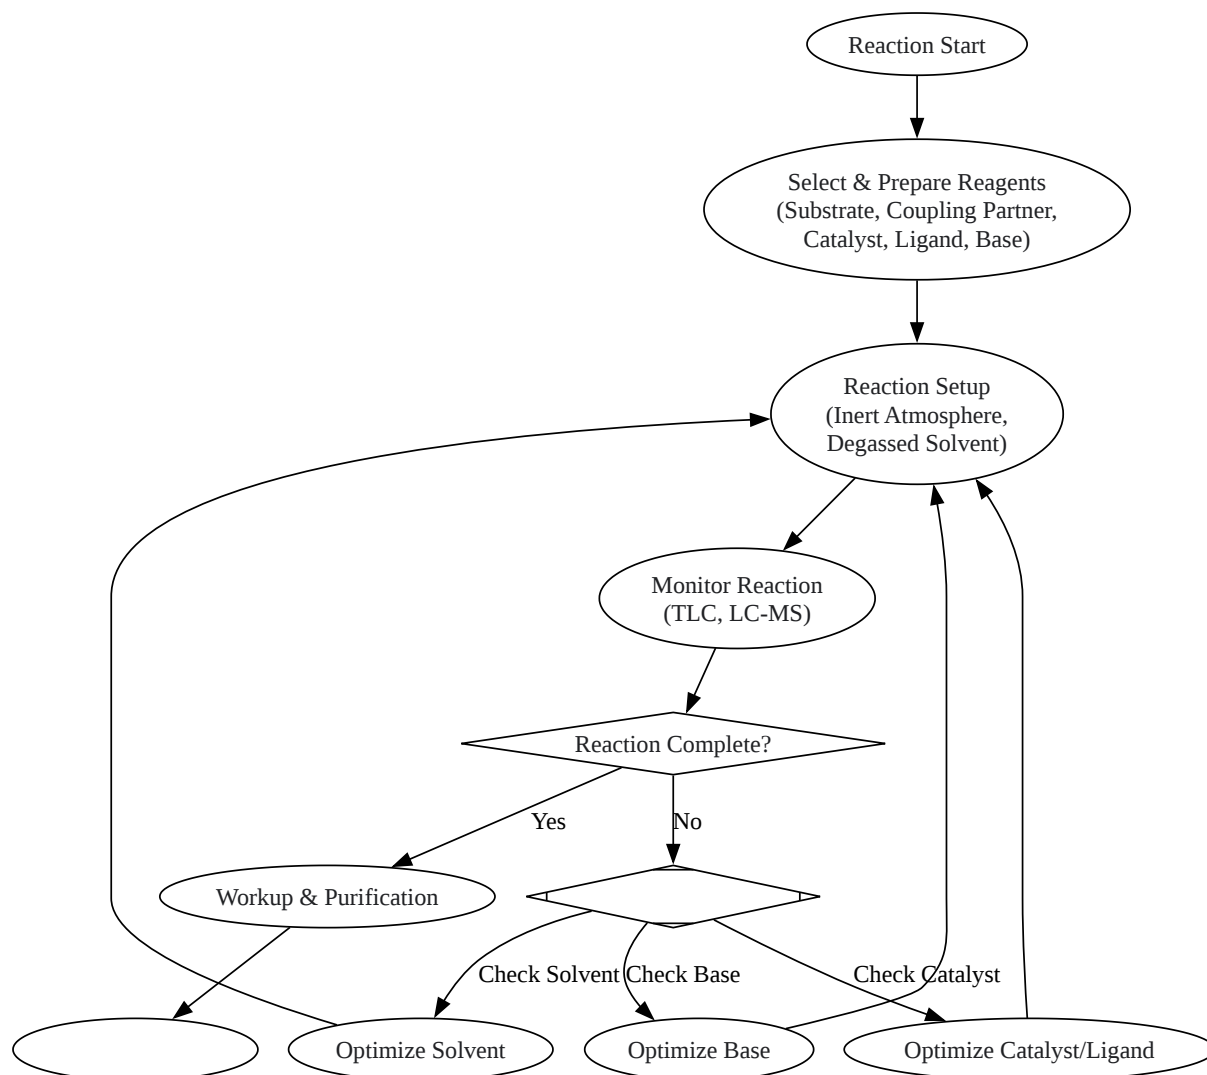 Reaction Start
Select & Prepare Reagents
(Substrate, Coupling Partner,
Catalyst, Ligand, Base)
Reaction Setup
(Inert Atmosphere,
Degassed Solvent)
Monitor Reaction
(TLC, LC-MS)
Reaction Complete?
Yes
No
Workup & Purification
Check Solvent
Check Base
Check Catalyst
Optimize Solvent
Optimize Base
Optimize Catalyst/Ligand